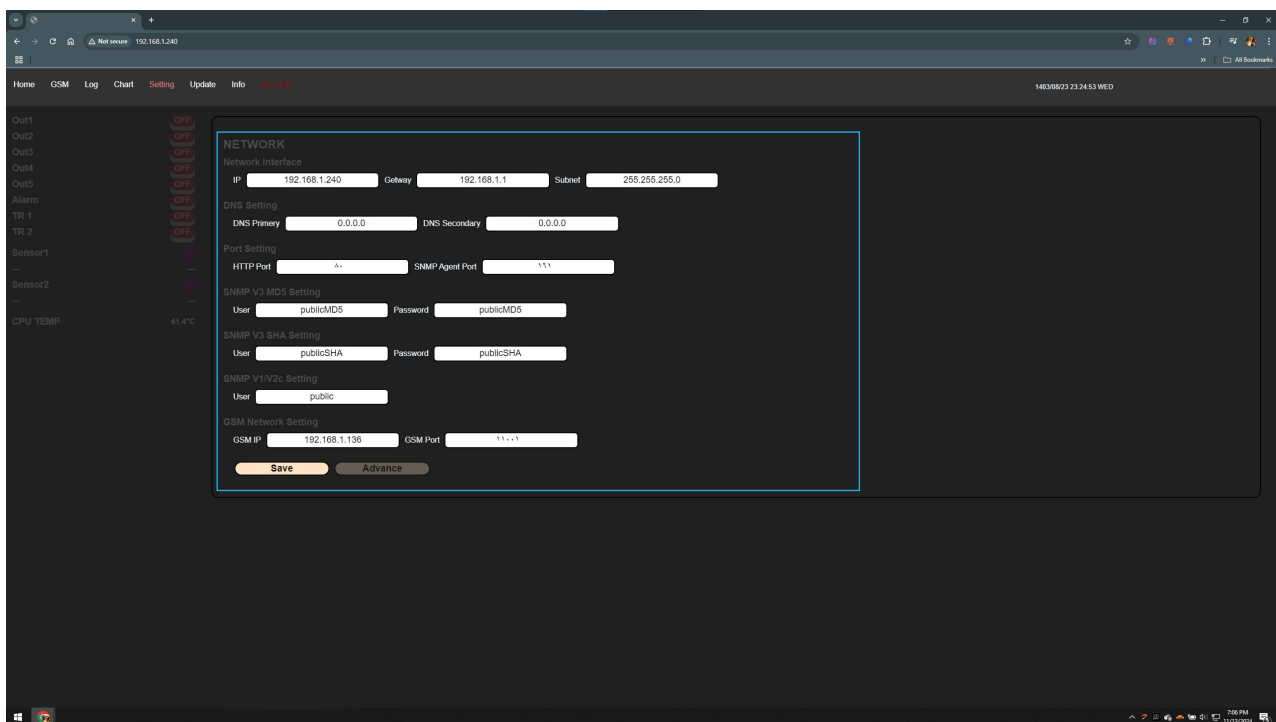 Not secure 192.168.1.240
All Bookmarks
Home GSM Log Chart Setting Update Info
1403/08/23 23:24:53 WED
Out1 OFF
Out2 OFF
Out3 OFF
Out4 OFF
Out5 OFF
Alarm OFF
TR 1 OFF
TR 2 OFF
Sensor1
--- ---
Sensor2
--- ---
CPU TEMP 41.4°C
NETWORK
Network Interface
IP 192.168.1.240 Getway 192.168.1.1 Subnet 255.255.255.0
DNS Setting
DNS Primery 0.0.0.0 DNS Secondary 0.0.0.0
Port Setting
HTTP Port ۸۰ SNMP Agent Port ۱۶۱
SNMP V3 MD5 Setting
User publicMD5 Password publicMD5
SNMP V3 SHA Setting
User publicSHA Password publicSHA
SNMP V1/V2c Setting
User public
GSM Network Setting
GSM IP 192.168.1.136 GSM Port ۱۱۰۰۱
Save Advance
7:06 PM
11/13/2024